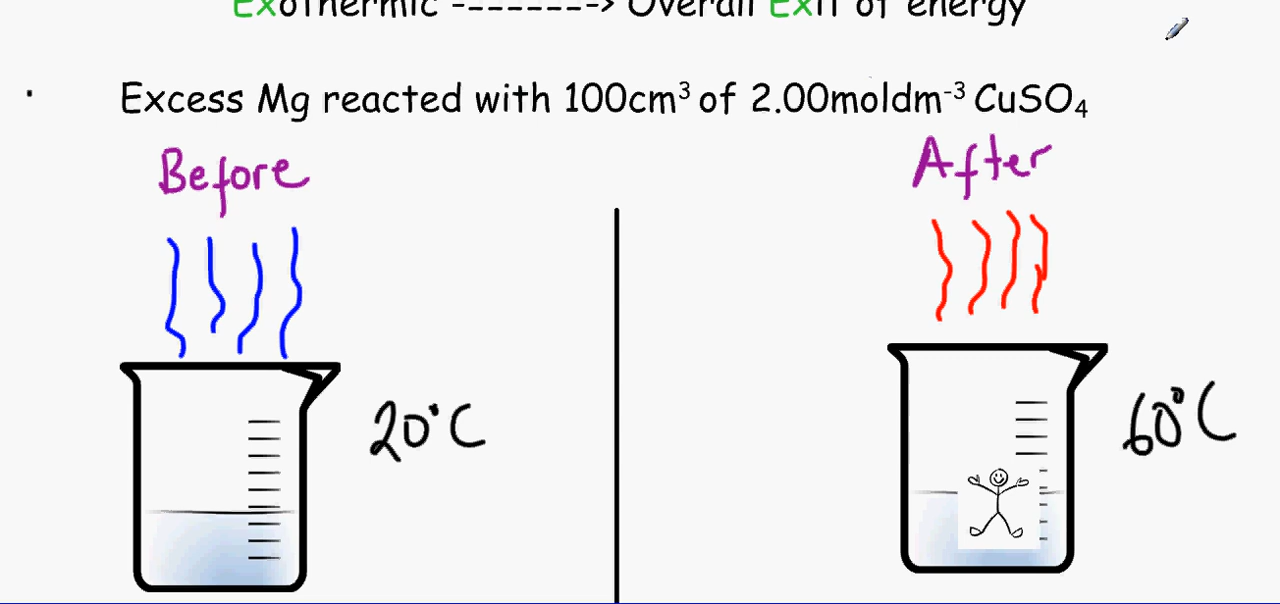 Exothermic -------> Overall Exit of energy
Excess Mg reacted with 100cm³ of 2.00moldm⁻³ CuSO₄
Before
After
20°C
60°C